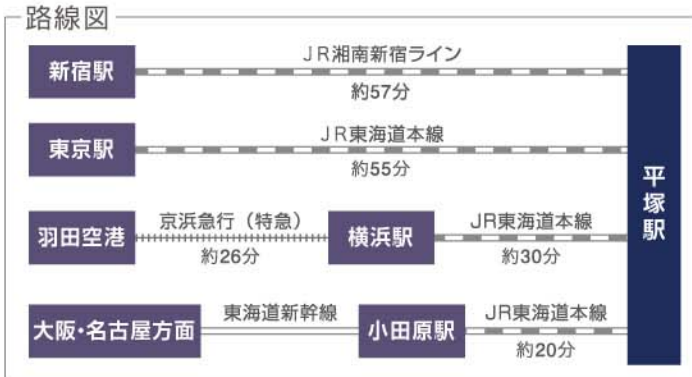 路線図
新宿駅
JR湘南新宿ライン
約57分
東京駅
JR東海道本線
約55分
羽田空港
京浜急行（特急）
約26分
横浜駅
JR東海道本線
約30分
大阪・名古屋方面
東海道新幹線
小田原駅
JR東海道本線
約20分
平塚駅